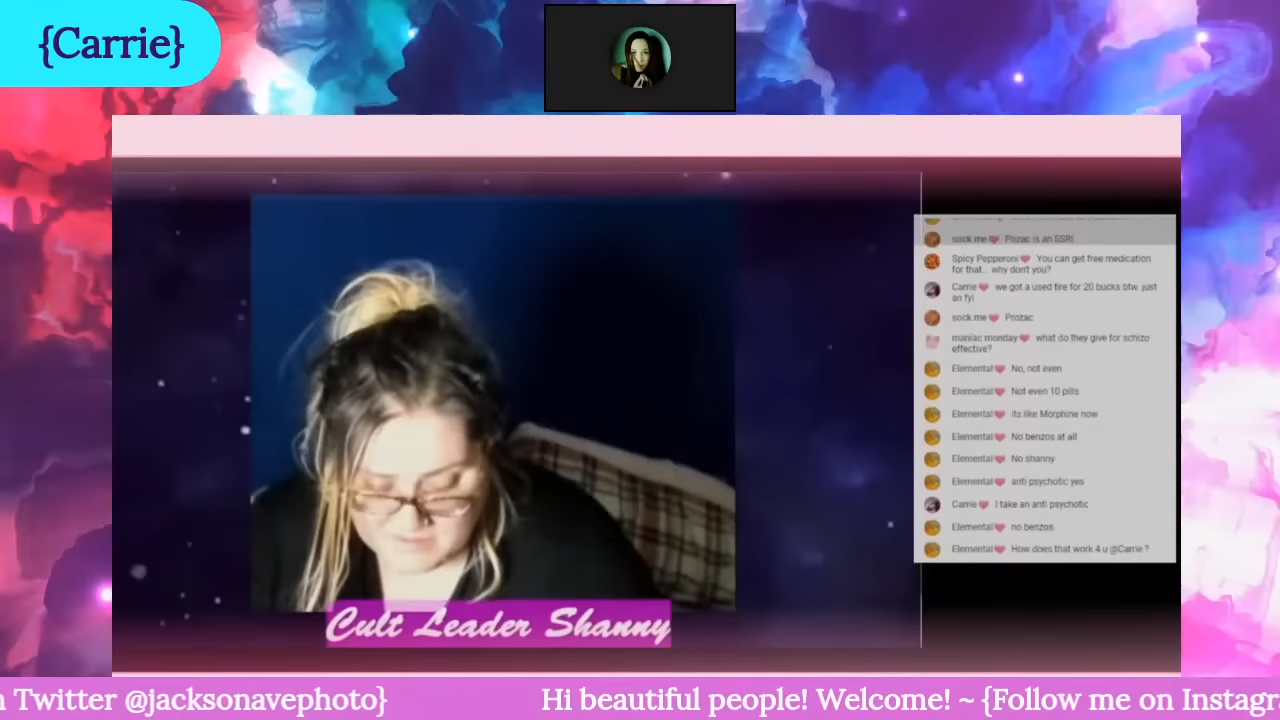 {Carrie}
sock me Pozac is an SSRI
Spicy Pepperoni You can get free medication
for that.. why don't you?
Carrie we got a used tire for 20 bucks btw. just
an fyi
sock me Prozac
maniac monday what do they give for schizo
effective?
Elemental No, not even
Elemental Not even 10 pills
Elemental its like Morphine now
Elemental No benzos at all
Elemental No shanny
Elemental anti psychotic yes
Carrie I take an anti psychotic
Elemental no benzos
Elemental How does that work 4 u @Carrie ?
Cult Leader Shanny
n Twitter @jacksonavephoto} Hi beautiful people! Welcome! ~ {Follow me on Instagr